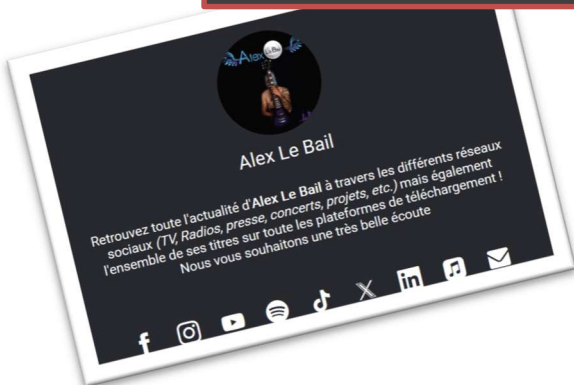 Alex
Alex Le Bail
Retrouvez toute l'actualité d'Alex Le Bail à travers les différents réseaux
sociaux (TV, Radios, presse, concerts, projets, etc.) mais également
l'ensemble de ses titres sur toute les plateformes de téléchargement !
Nous vous souhaitons une très belle écoute